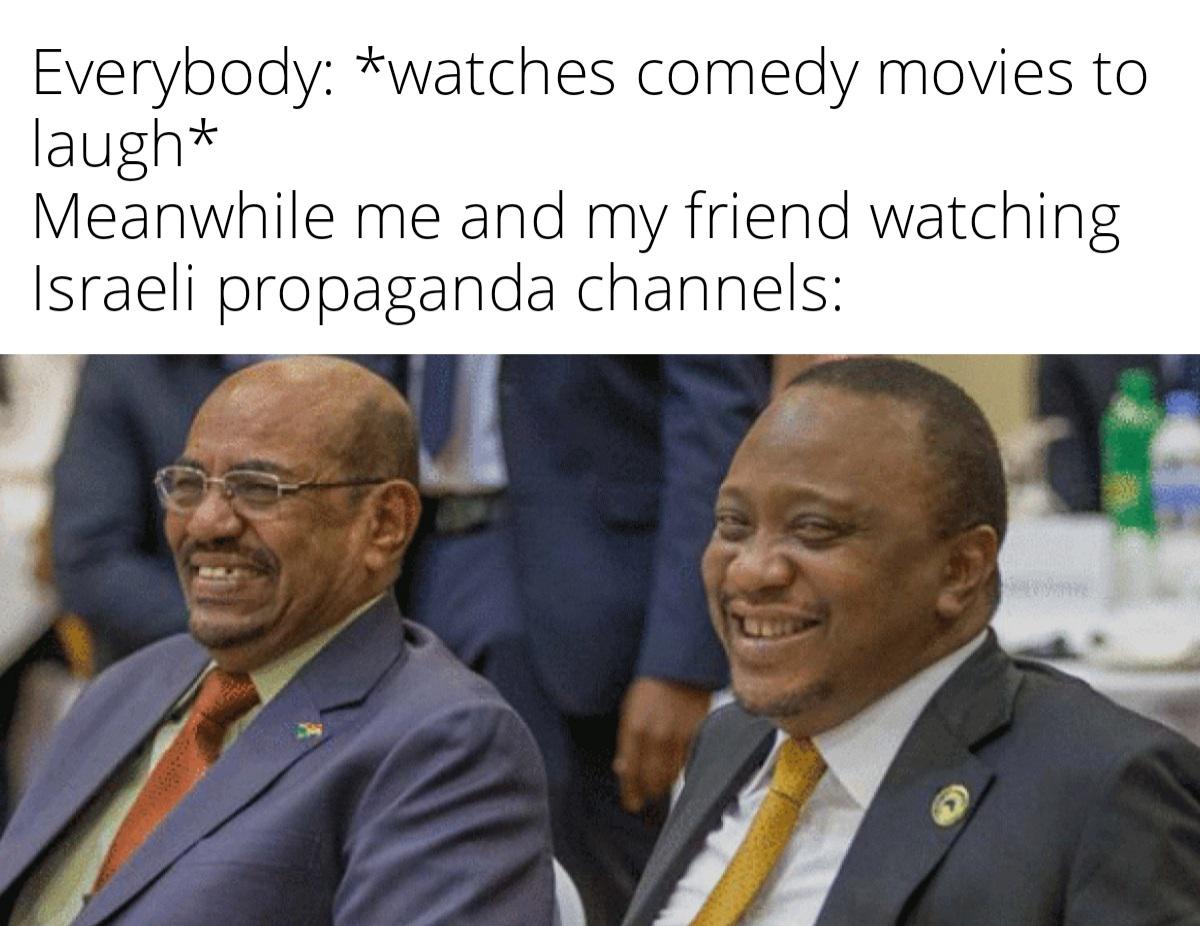 Everybody: *watches comedy movies to
laugh*
Meanwhile me and my friend watching
Israeli propaganda channels: